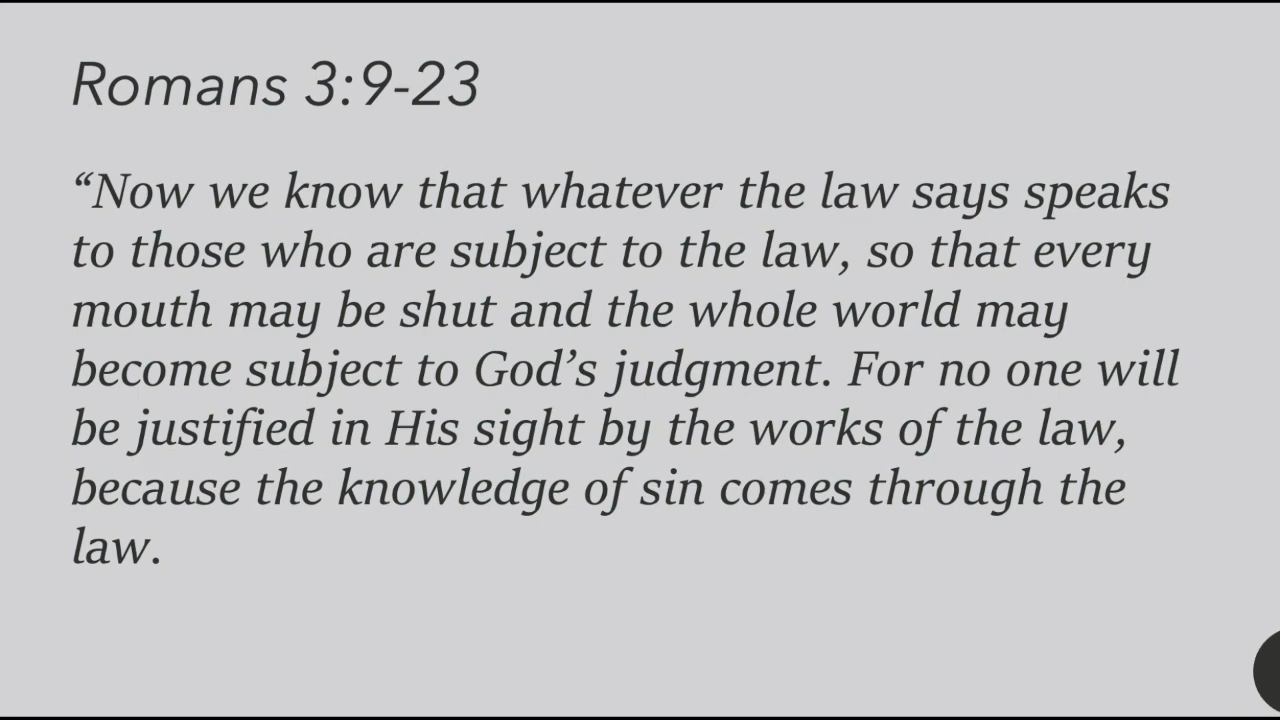 Romans 3:9-23
“Now we know that whatever the law says speaks
to those who are subject to the law, so that every
mouth may be shut and the whole world may
become subject to God’s judgment. For no one will
be justified in His sight by the works of the law,
because the knowledge of sin comes through the
law.